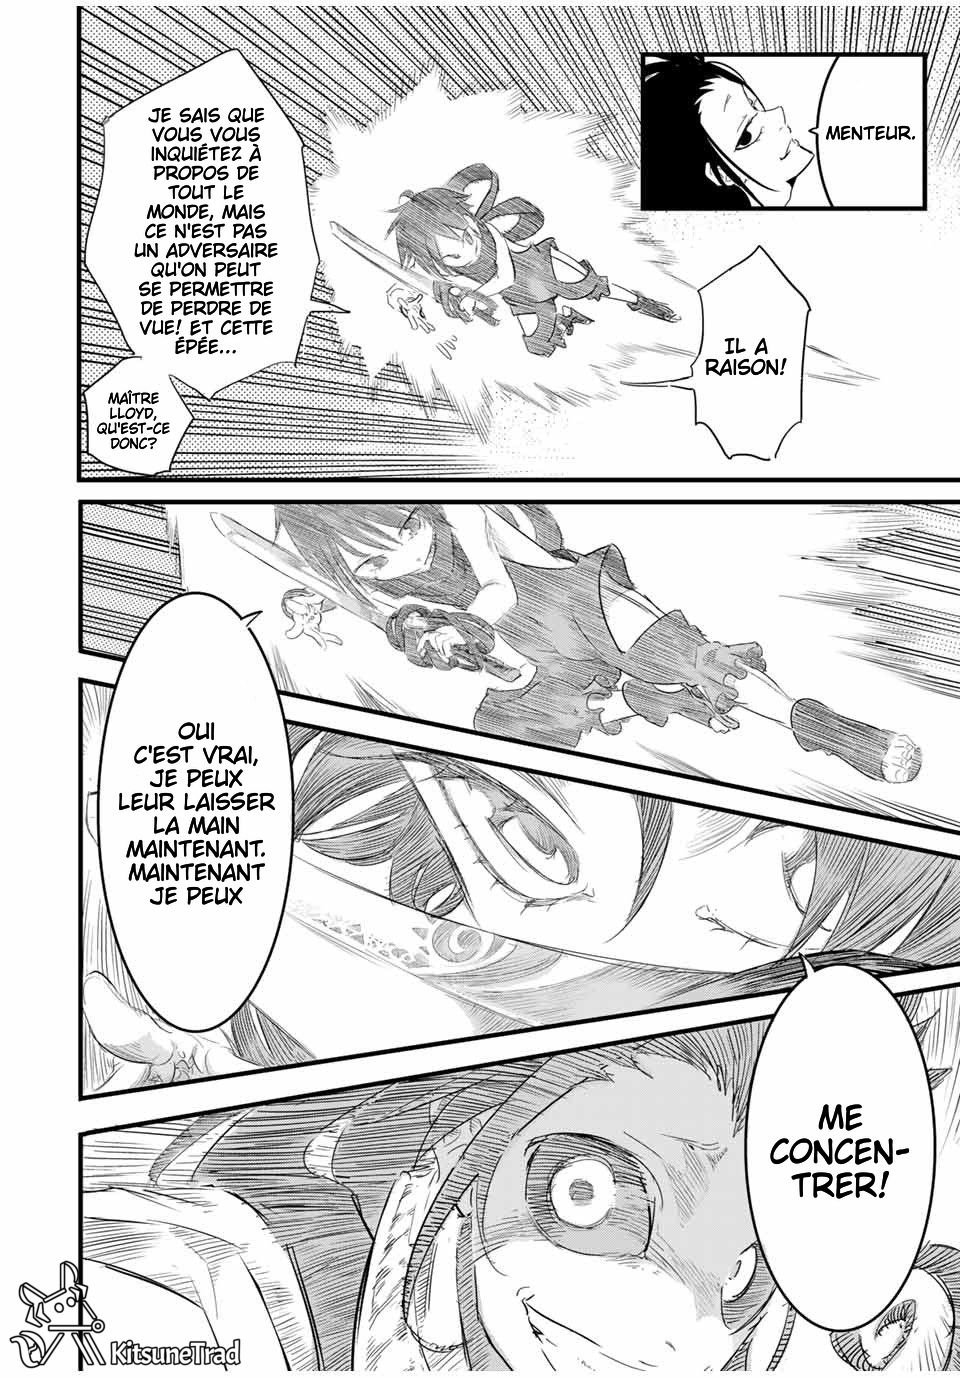 MENTEUR.
IL A
RAISON!
JE SAIS QUE
VOUS VOUS
INQUIÉTEZ À
PROPOS DE
TOUT LE
MONDE, MAIS
CE N'EST PAS
UN ADVERSAIRE
QU'ON PEUT
SE PERMETTRE
DE PERDRE DE
VUE! ET CETTE
ÉPÉE...
MAÎTRE
LLOYD,
QU'EST-CE
DONC?
OUI
C'EST VRAI,
JE PEUX
LEUR LAISSER
LA MAIN
MAINTENANT.
MAINTENANT
JE PEUX
ME
CONCEN-
TRER!
KitsuneTrad